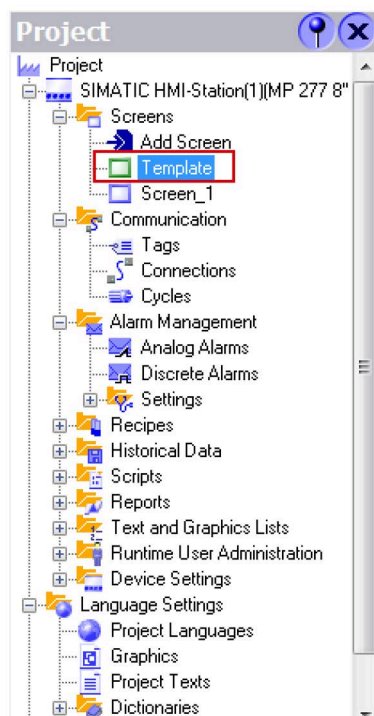 Project
Project
SIMATIC HMI-Station(1)(MP 277 8"
Screens
Add Screen
Template
Screen_1
Communication
Tags
Connections
Cycles
Alarm Management
Analog Alarms
Discrete Alarms
Settings
Recipes
Historical Data
Scripts
Reports
Text and Graphics Lists
Runtime User Administration
Device Settings
Language Settings
Project Languages
Graphics
Project Texts
Dictionaries